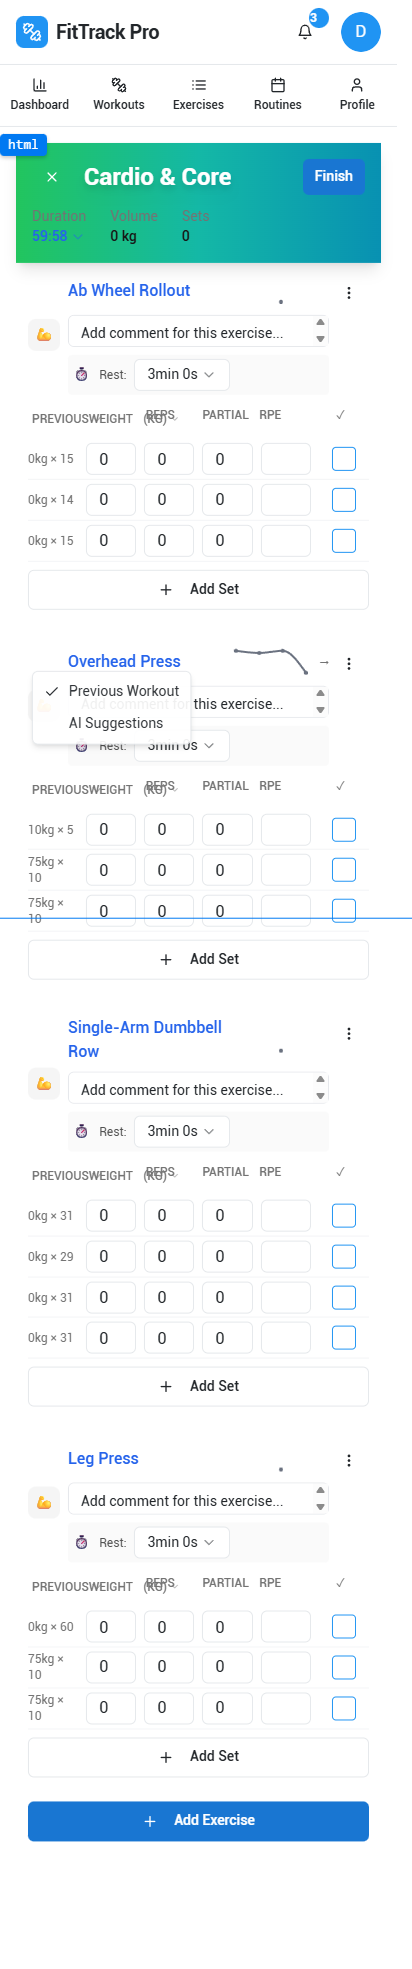 FitTrack Pro
3
D
Dashboard Workouts Exercises Routines Profile
html
Cardio & Core
Finish
Duration Volume Sets
59:58 0 kg 0
Ab Wheel Rollout
Add comment for this exercise...
Rest: 3min 0s
PREVIOUS WEIGHT (KG) REPS PARTIAL RPE ✓
0kg × 15 0 0 0
0kg × 14 0 0 0
0kg × 15 0 0 0
+ Add Set
Overhead Press →
✓ Previous Workout
Add comment for this exercise...
AI Suggestions
Rest: 3min 0s
PREVIOUS WEIGHT (KG) REPS PARTIAL RPE ✓
10kg × 5 0 0 0
75kg ×
10 0 0 0
75kg ×
10 0 0 0
+ Add Set
Single-Arm Dumbbell
Row
Add comment for this exercise...
Rest: 3min 0s
PREVIOUS WEIGHT (KG) REPS PARTIAL RPE ✓
0kg × 31 0 0 0
0kg × 29 0 0 0
0kg × 31 0 0 0
0kg × 31 0 0 0
+ Add Set
Leg Press
Add comment for this exercise...
Rest: 3min 0s
PREVIOUS WEIGHT (KG) REPS PARTIAL RPE ✓
0kg × 60 0 0 0
75kg ×
10 0 0 0
75kg ×
10 0 0 0
+ Add Set
+ Add Exercise